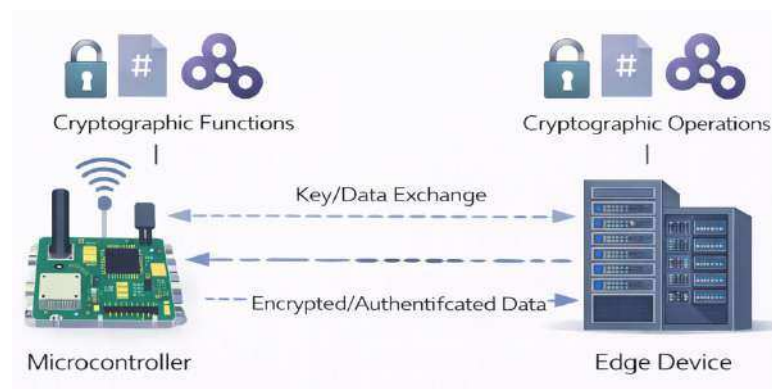 #
#
Cryptographic Functions
Cryptographic Operations
Key/Data Exchange
Encrypted/Authentifcated Data
Microcontroller
Edge Device